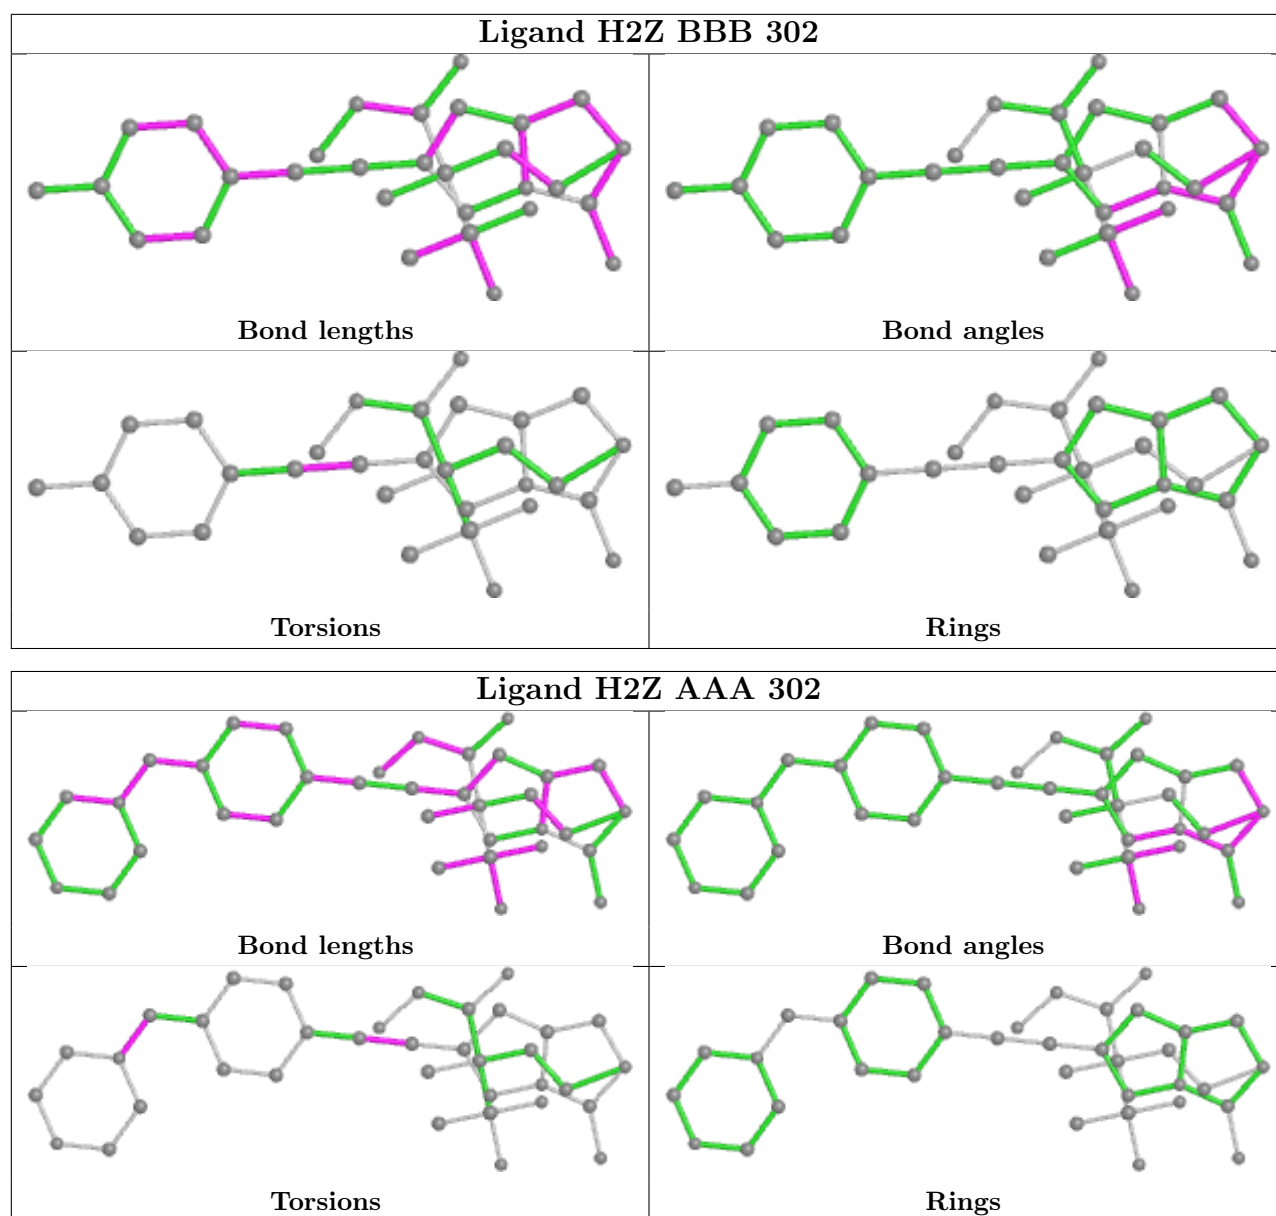 Ligand H2Z BBB 302
Bond lengths
Bond angles
Torsions
Rings
Ligand H2Z AAA 302
Bond lengths
Bond angles
Torsions
Rings